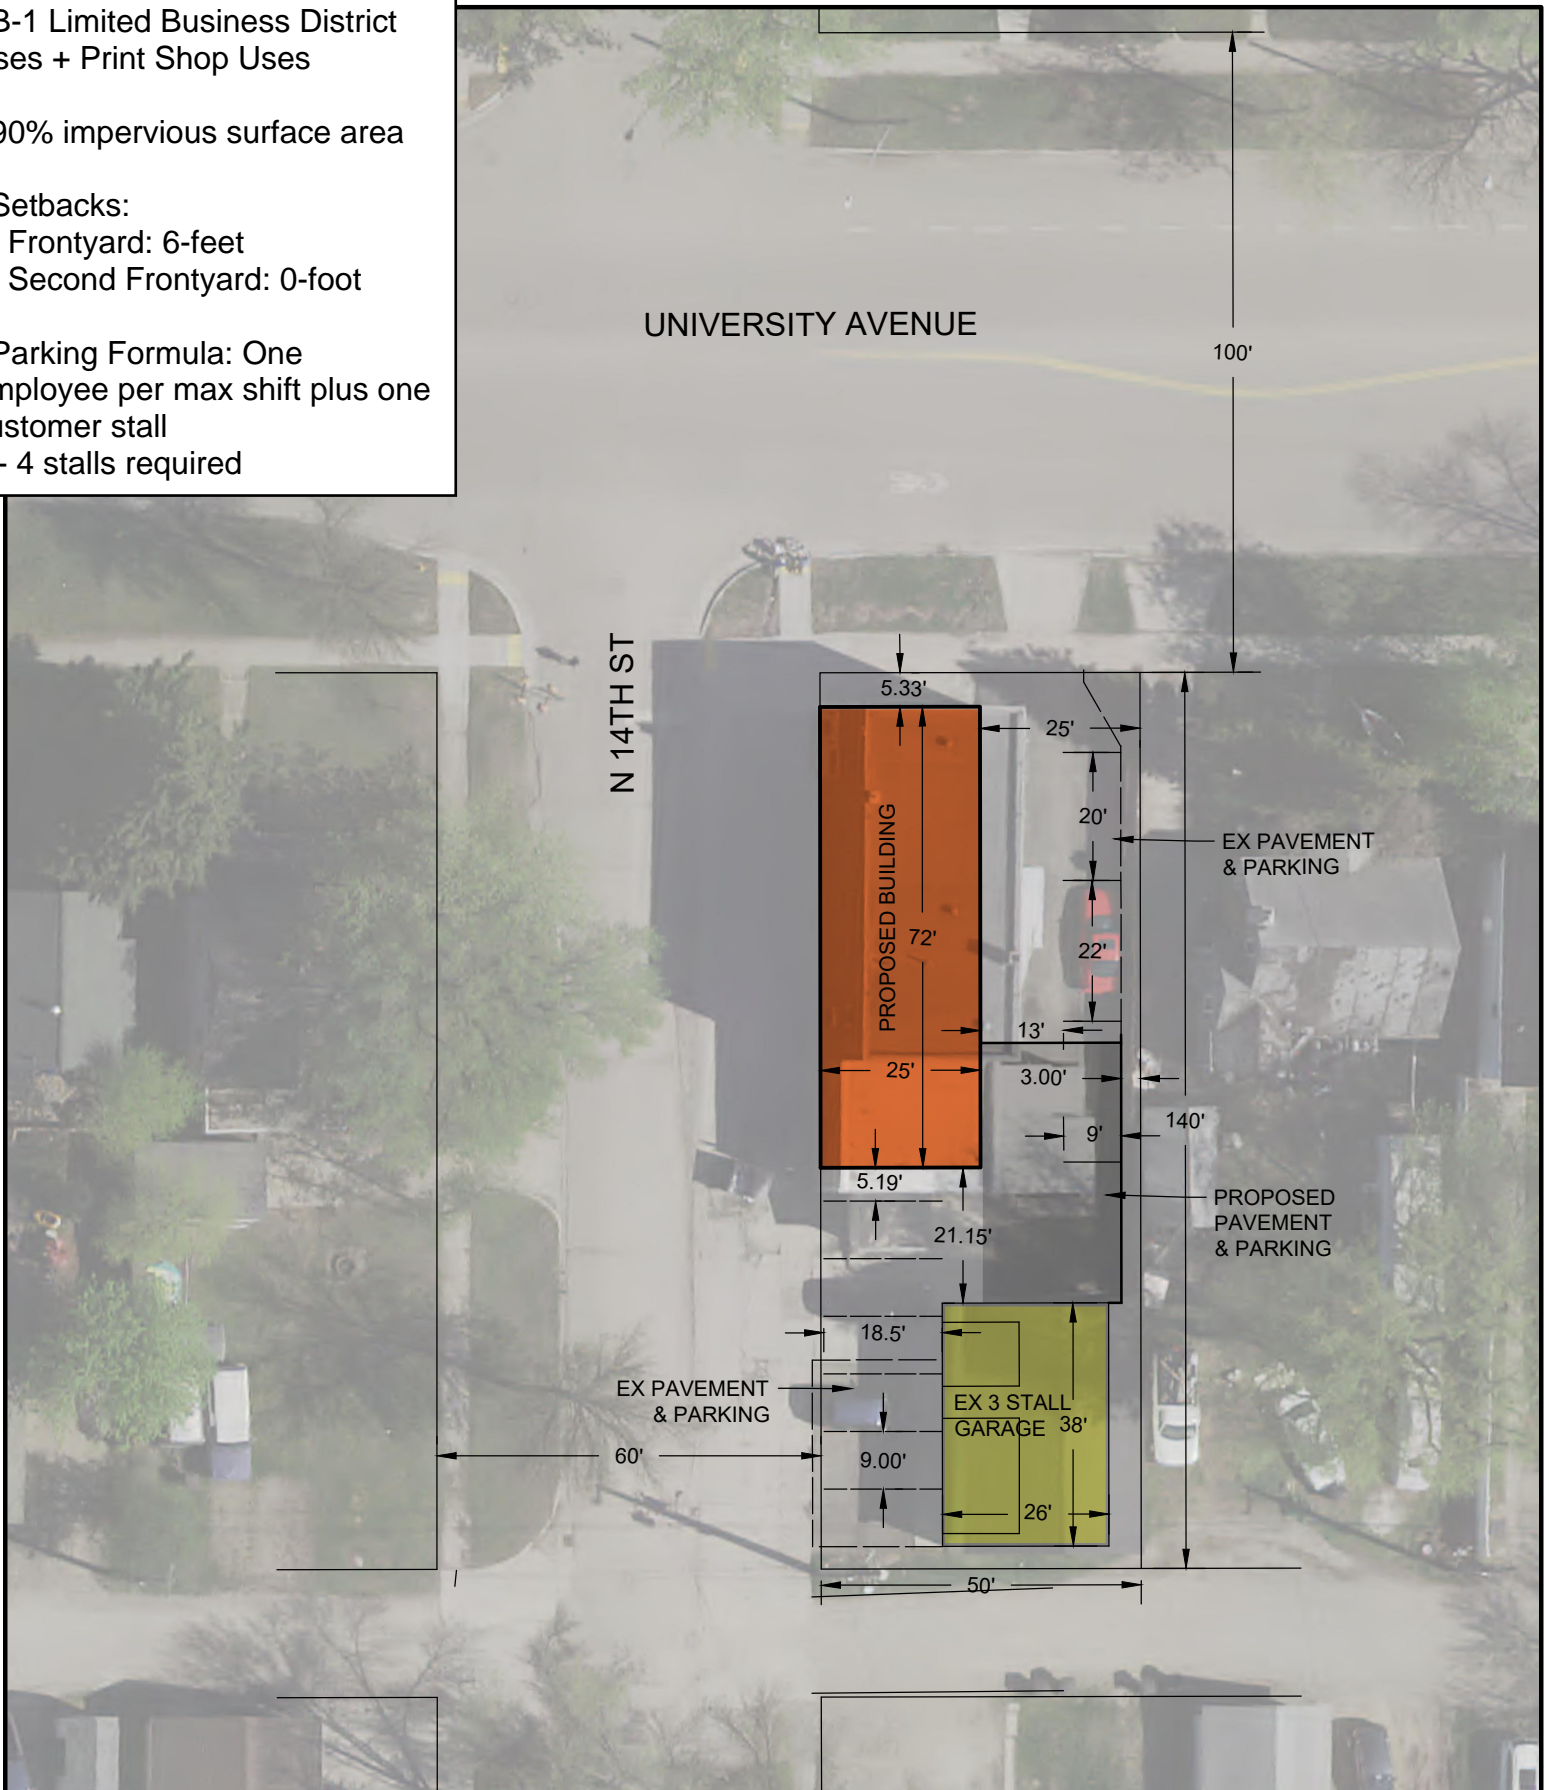 B-1 Limited Business District
ses + Print Shop Uses
90% impervious surface area
Setbacks:
Frontyard: 6-feet
Second Frontyard: 0-foot
Parking Formula: One
mployee per max shift plus one
ustomer stall
- 4 stalls required
UNIVERSITY AVENUE
100'
N 14TH ST
5.33'
25'
20'
EX PAVEMENT
& PARKING
PROPOSED BUILDING
72'
22'
13'
25'
3.00'
140'
9'
5.19'
PROPOSED
PAVEMENT
& PARKING
21.15'
18.5'
EX PAVEMENT
& PARKING
EX 3 STALL
GARAGE
38'
60'
9.00'
26'
50'